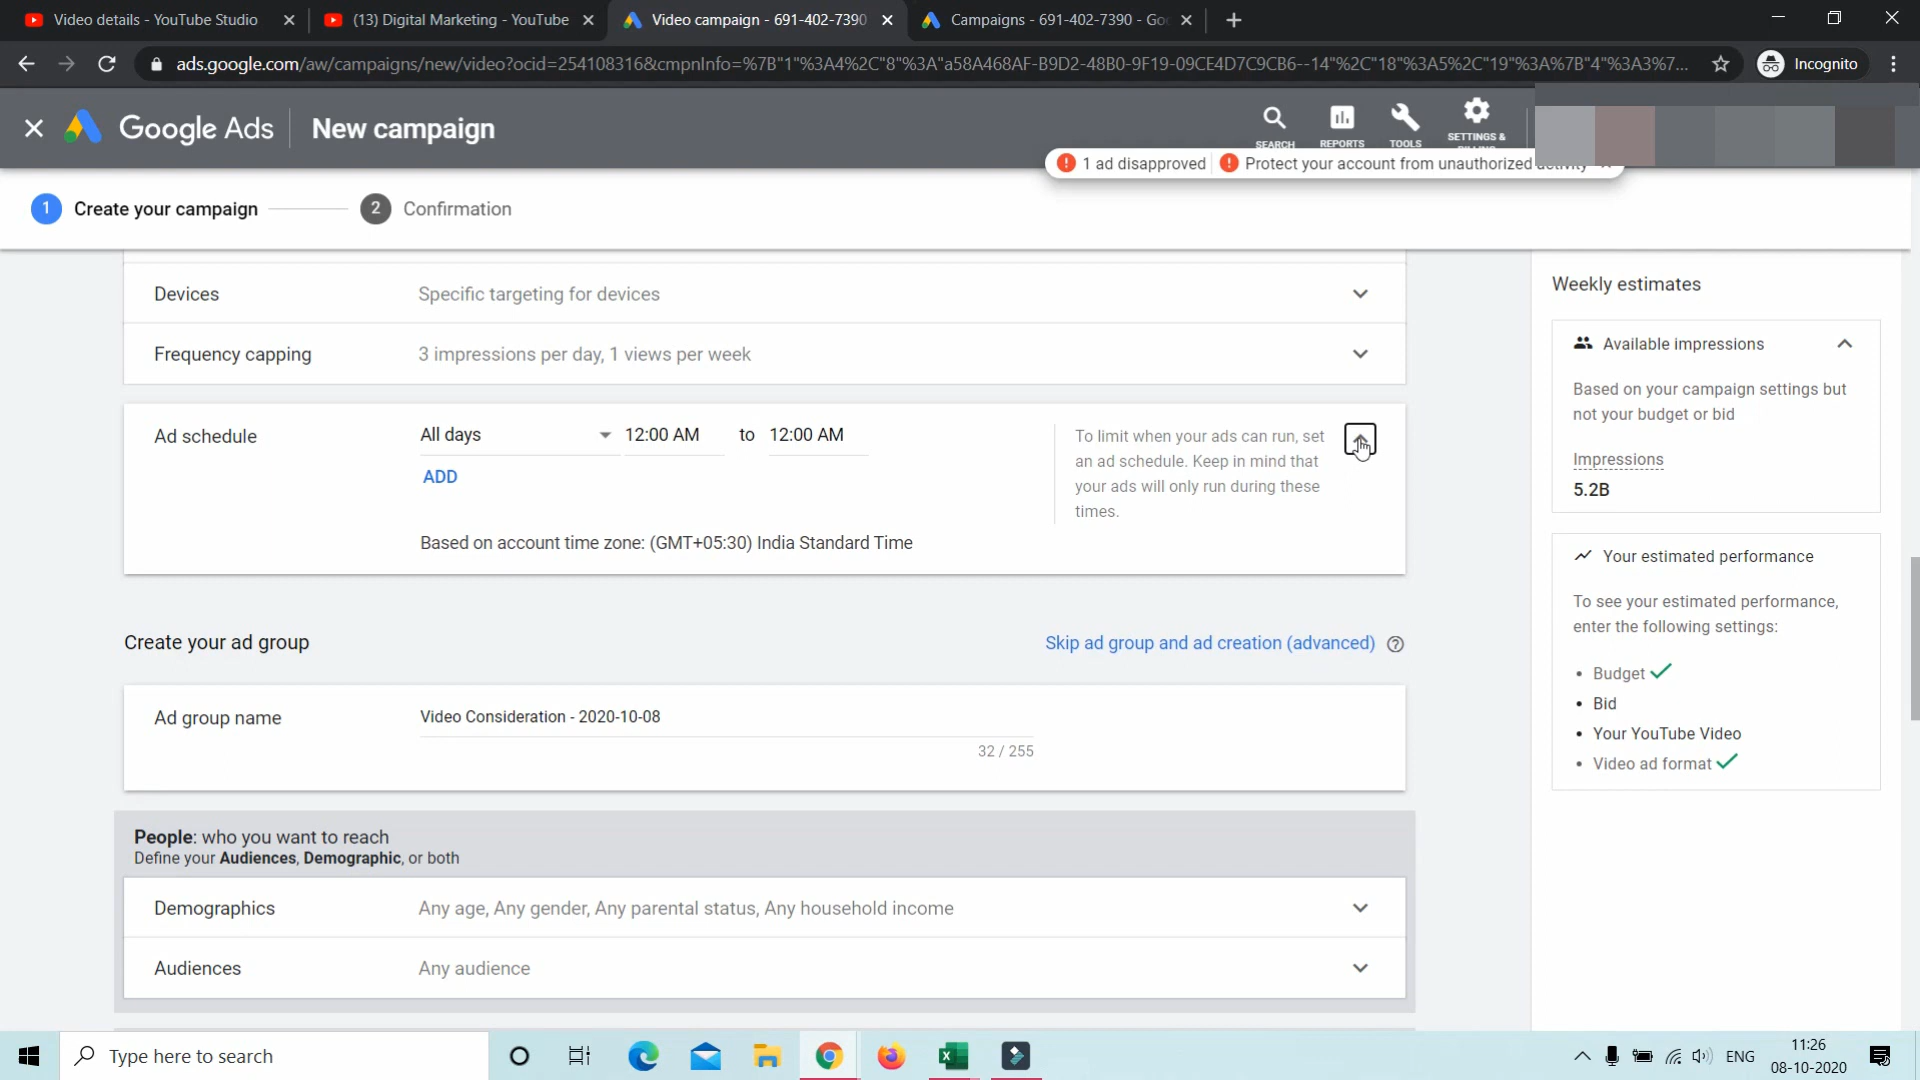 Video details - YouTube Studio
(13) Digital Marketing - YouTube
Video campaign - 691-402-7390
Campaigns - 691-402-7390 - Goo
ads.google.com/aw/campaigns/new/video?ocid=254108316&cmpnInfo=%7B"1"%3A4%2C"8"%3A"a58A468AF-B9D2-48B0-9F19-09CE4D7C9CB6--14"%2C"18"%3A5%2C"19"%3A%7B"4"%3A3%7...
Incognito
Google Ads
New campaign
SEARCH
REPORTS
TOOLS
SETTINGS &
1 ad disapproved
Protect your account from unauthorized activity
1 Create your campaign
2 Confirmation
Devices
Specific targeting for devices
Frequency capping
3 impressions per day, 1 views per week
Ad schedule
All days
12:00 AM to 12:00 AM
ADD
Based on account time zone: (GMT+05:30) India Standard Time
To limit when your ads can run, set
an ad schedule. Keep in mind that
your ads will only run during these
times.
Create your ad group
Skip ad group and ad creation (advanced)
Ad group name
Video Consideration - 2020-10-08
32 / 255
People: who you want to reach
Define your Audiences, Demographic, or both
Demographics
Any age, Any gender, Any parental status, Any household income
Audiences
Any audience
Weekly estimates
Available impressions
Based on your campaign settings but
not your budget or bid
Impressions
5.2B
Your estimated performance
To see your estimated performance,
enter the following settings:
• Budget
• Bid
• Your YouTube Video
• Video ad format
Type here to search
ENG
11:26
08-10-2020